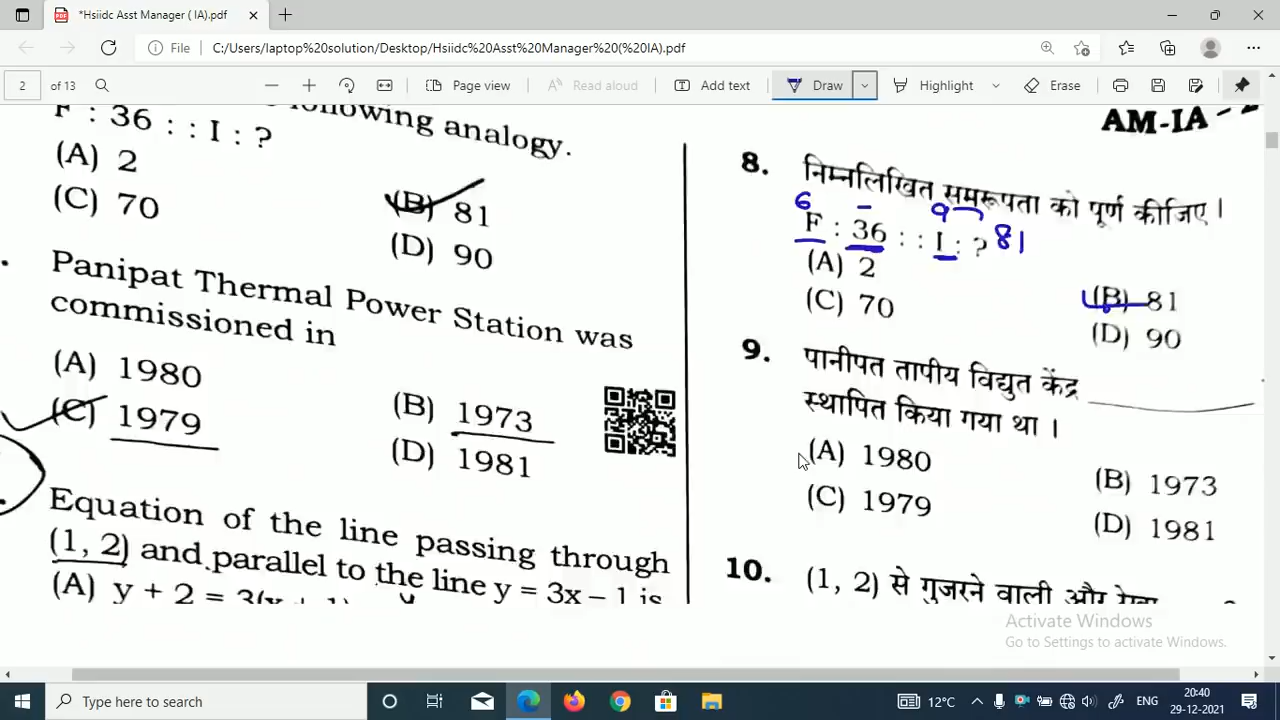 *Hsiidc Asst Manager ( IA).pdf
File
C:/Users/laptop%20solution/Desktop/Hsiidc%20Asst%20Manager%20(%20IA).pdf
2 of 13
Page view
Read aloud
Add text
Draw
Highlight
Erase
following analogy.
F : 36 : : I : ?
(A) 2
(B) 81
(C) 70
(D) 90
Panipat Thermal Power Station was
commissioned in
(A) 1980
(B) 1973
(C) 1979
(D) 1981
Equation of the line passing through
(1, 2) and parallel to the line y = 3x – 1 is
(A) y + 2 = 3(x + 1)
AM-IA
8. निम्नलिखित समरूपता को पूर्ण कीजिए ।
6 9
F : 36 : : I : ? 81
(A) 2
(B) 81
(C) 70
(D) 90
9. पानीपत तापीय विद्युत केंद्र
स्थापित किया गया था ।
(A) 1980
(B) 1973
(C) 1979
(D) 1981
10. (1, 2) से गुजरने वाली और रेखा
Activate Windows
Go to Settings to activate Windows.
Type here to search
12°C
ENG
20:40
29-12-2021